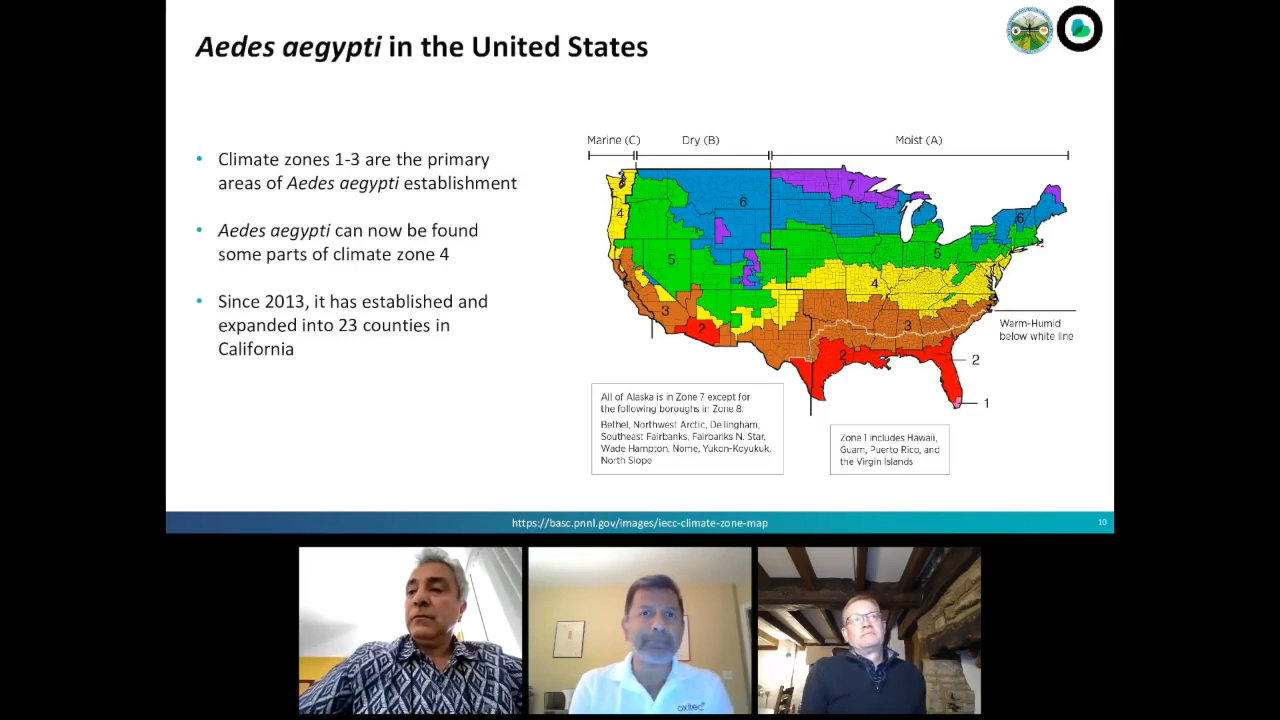 Aedes aegypti in the United States
• Climate zones 1-3 are the primary
areas of Aedes aegypti establishment
• Aedes aegypti can now be found
some parts of climate zone 4
• Since 2013, it has established and
expanded into 23 counties in
California
Marine (C) Dry (B) Moist (A)
7
6
6
4
5
5
4
3
3
2
2
Warm-Humid
below white line
2
1
All of Alaska is in Zone 7 except for
the following boroughs in Zone 8:
Bethel, Northwest Arctic, Dellingham,
Southeast Fairbanks, Fairbanks N. Star,
Wade Hampton, Nome, Yukon-Koyukuk,
North Slope
Zone 1 includes Hawaii,
Guam, Puerto Rico, and
the Virgin Islands
https://basc.pnnl.gov/images/iecc-climate-zone-map
10
oxitec